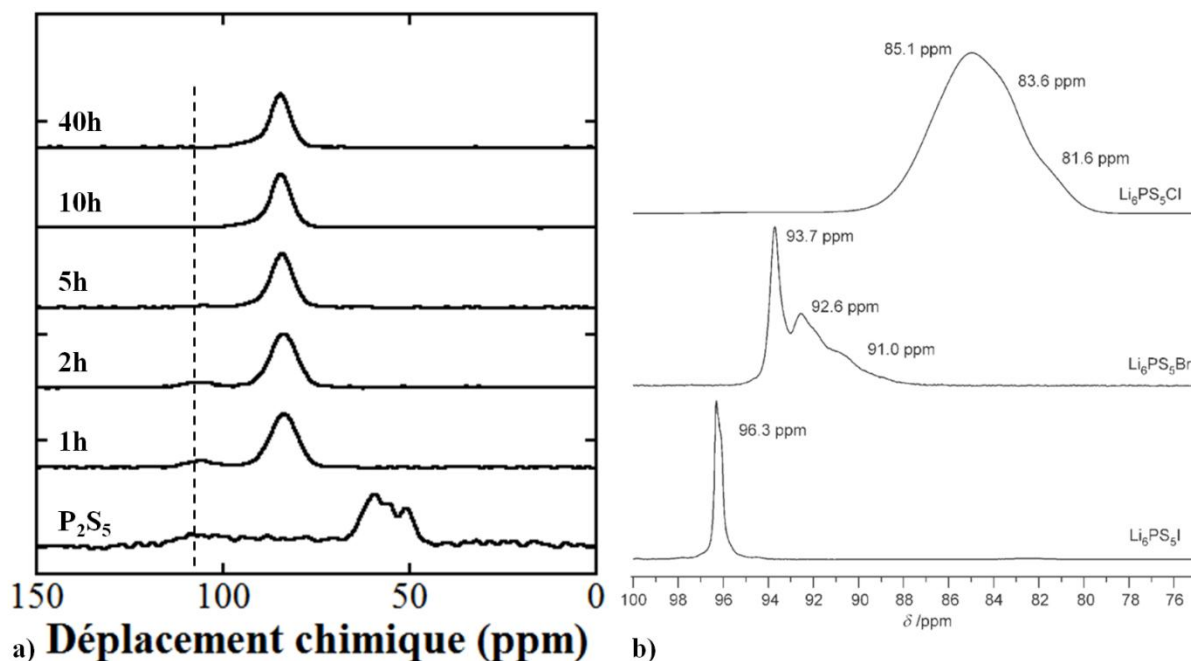 150
100
50
0
40h
10h
5h
2h
1h
P₂S₅
a) Déplacement chimique (ppm)
85.1 ppm
83.6 ppm
81.6 ppm
Li₆PS₅Cl
93.7 ppm
92.6 ppm
91.0 ppm
Li₆PS₅Br
96.3 ppm
Li₆PS₅I
100 98 96 94 92 90 88 86 84 82 80 78 76
δ /ppm
b)